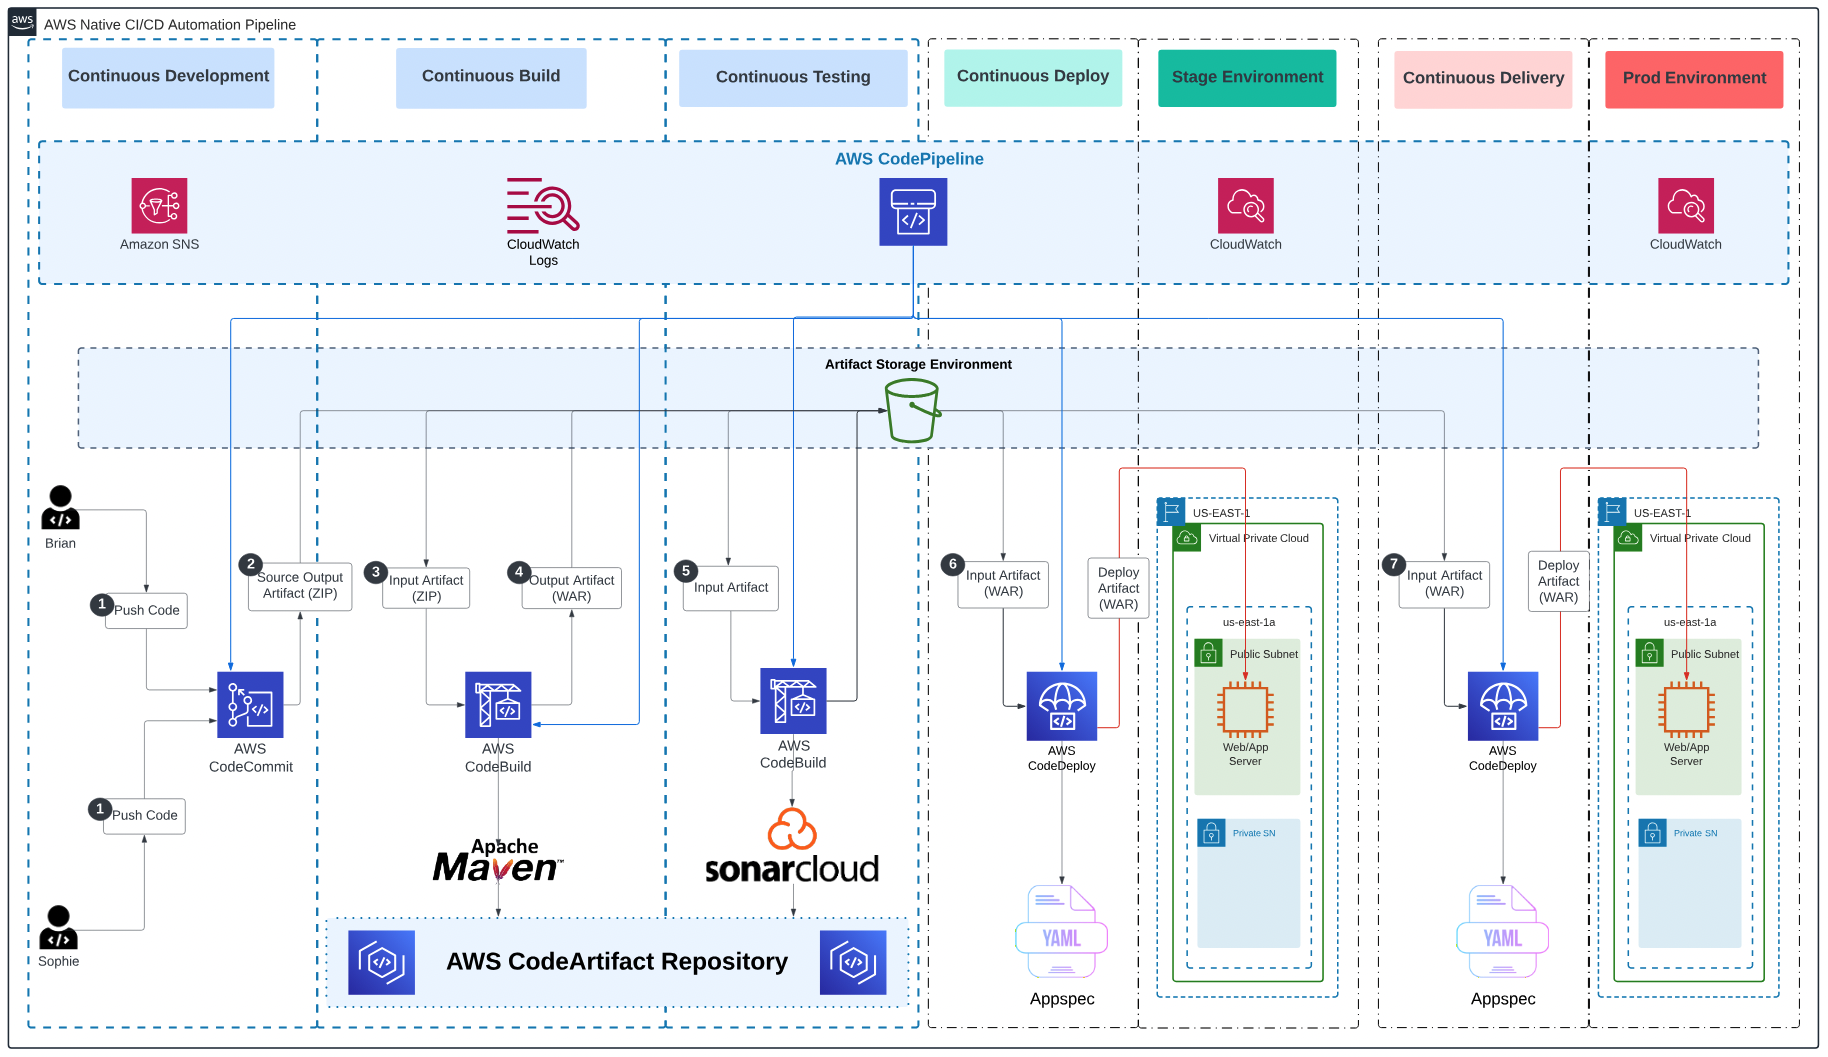 aws
AWS Native CI/CD Automation Pipeline
Continuous Development
Continuous Build
Continuous Testing
Continuous Deploy
Stage Environment
Continuous Delivery
Prod Environment
AWS CodePipeline
Amazon SNS
CloudWatch
Logs
CloudWatch
CloudWatch
Artifact Storage Environment
Brian
1
Push Code
2
Source Output
Artifact (ZIP)
3
Input Artifact
(ZIP)
4
Output Artifact
(WAR)
5
Input Artifact
6
Input Artifact
(WAR)
Deploy
Artifact
(WAR)
7
Input Artifact
(WAR)
Deploy
Artifact
(WAR)
US-EAST-1
Virtual Private Cloud
us-east-1a
Public Subnet
Web/App
Server
Private SN
US-EAST-1
Virtual Private Cloud
us-east-1a
Public Subnet
Web/App
Server
Private SN
AWS
CodeCommit
AWS
CodeBuild
AWS
CodeBuild
AWS
CodeDeploy
AWS
CodeDeploy
1
Push Code
Sophie
Apache
Maven™
sonarcloud
AWS CodeArtifact Repository
YAML
Appspec
YAML
Appspec